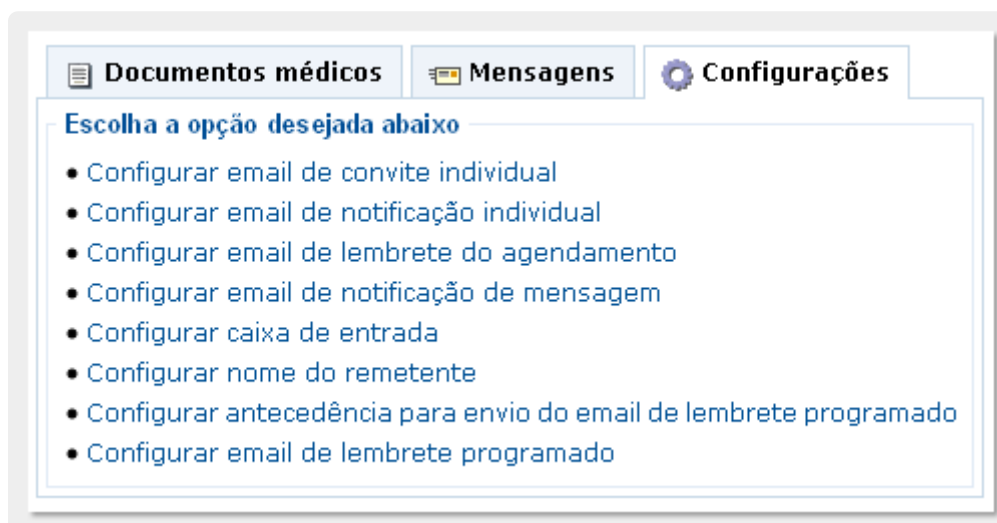 Documentos médicos Mensagens Configurações
Escolha a opção desejada abaixo
Configurar email de convite individual
Configurar email de notificação individual
Configurar email de lembrete do agendamento
Configurar email de notificação de mensagem
Configurar caixa de entrada
Configurar nome do remetente
Configurar antecedência para envio do email de lembrete programado
Configurar email de lembrete programado